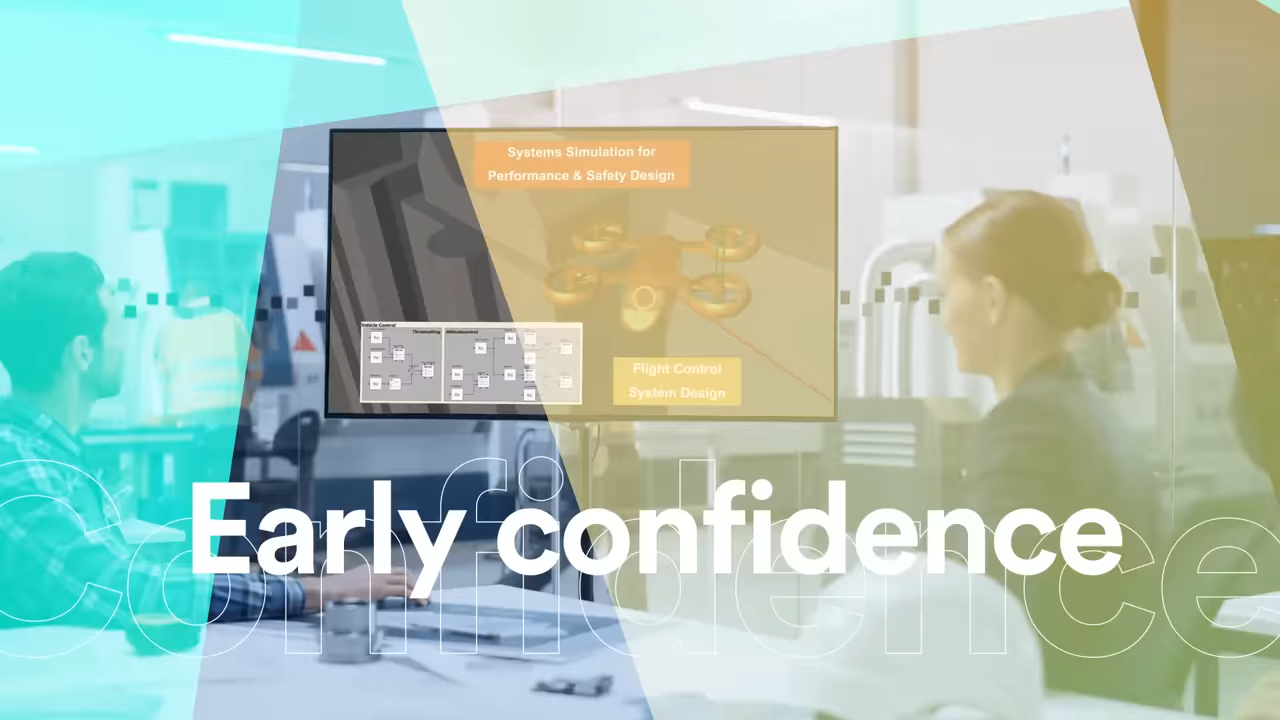 Systems Simulation for
Performance & Safety Design
Vehicle Control
Flight Control
System Design
Early confidence
confidence